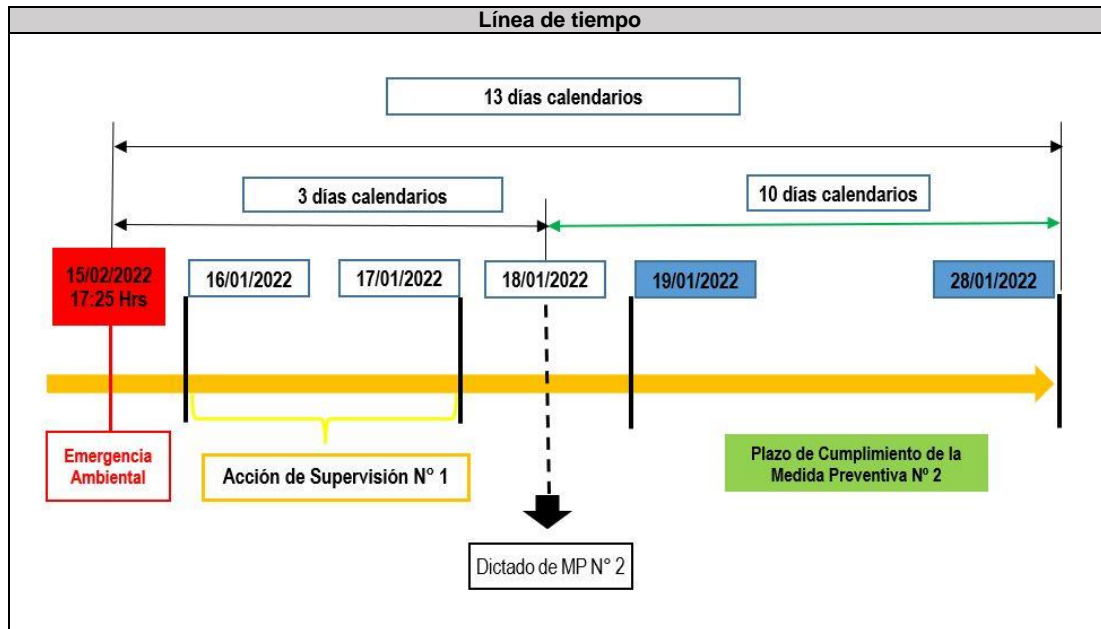 Línea de tiempo
13 días calendarios
3 días calendarios
10 días calendarios
15/02/2022
17:25 Hrs
16/01/2022
17/01/2022
18/01/2022
19/01/2022
28/01/2022
Emergencia
Ambiental
Acción de Supervisión N° 1
Plazo de Cumplimiento de la
Medida Preventiva Nº 2
Dictado de MP N° 2